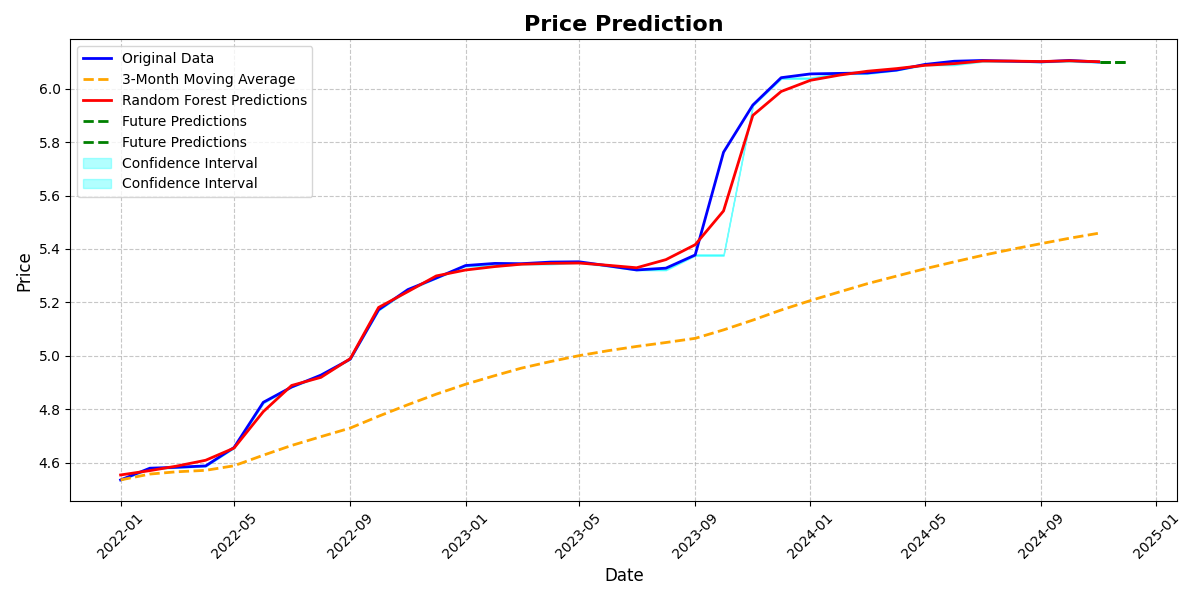 Price Prediction
Original Data
3-Month Moving Average
Random Forest Predictions
Future Predictions
Future Predictions
Confidence Interval
Confidence Interval
Price
6.0
5.8
5.6
5.4
5.2
5.0
4.8
4.6
2022-01
2022-05
2022-09
2023-01
2023-05
2023-09
2024-01
2024-05
2024-09
2025-01
Date